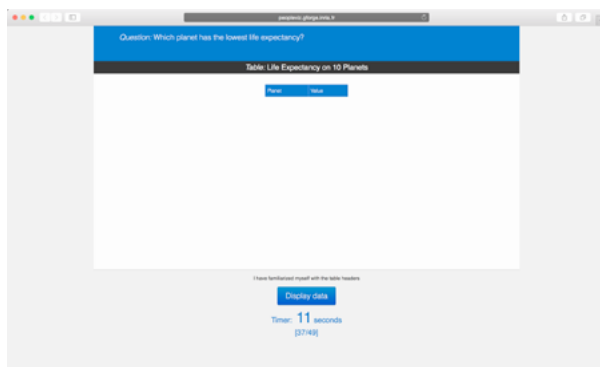 Question: Which planet has the lowest life expectancy?
Table: Life Expectancy on 10 Planets
Planet Value
I have familiarised myself with the table headers
Display data
Timer: 11 seconds
[37/49]